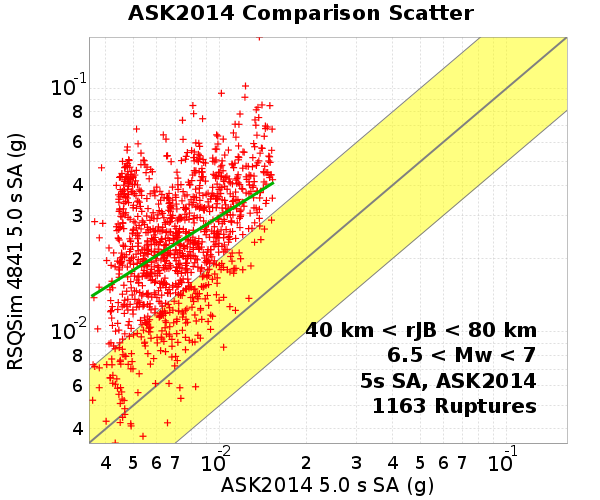 ASK2014 Comparison Scatter
RSQSim 4841 5.0 s SA (g)
10-1
8
6
4
3
2
10-2
8
6
4
40 km < rJB < 80 km
6.5 < Mw < 7
5s SA, ASK2014
1163 Ruptures
4 5 6 7 10-2 2 3 4 5 6 7 10-1
ASK2014 5.0 s SA (g)